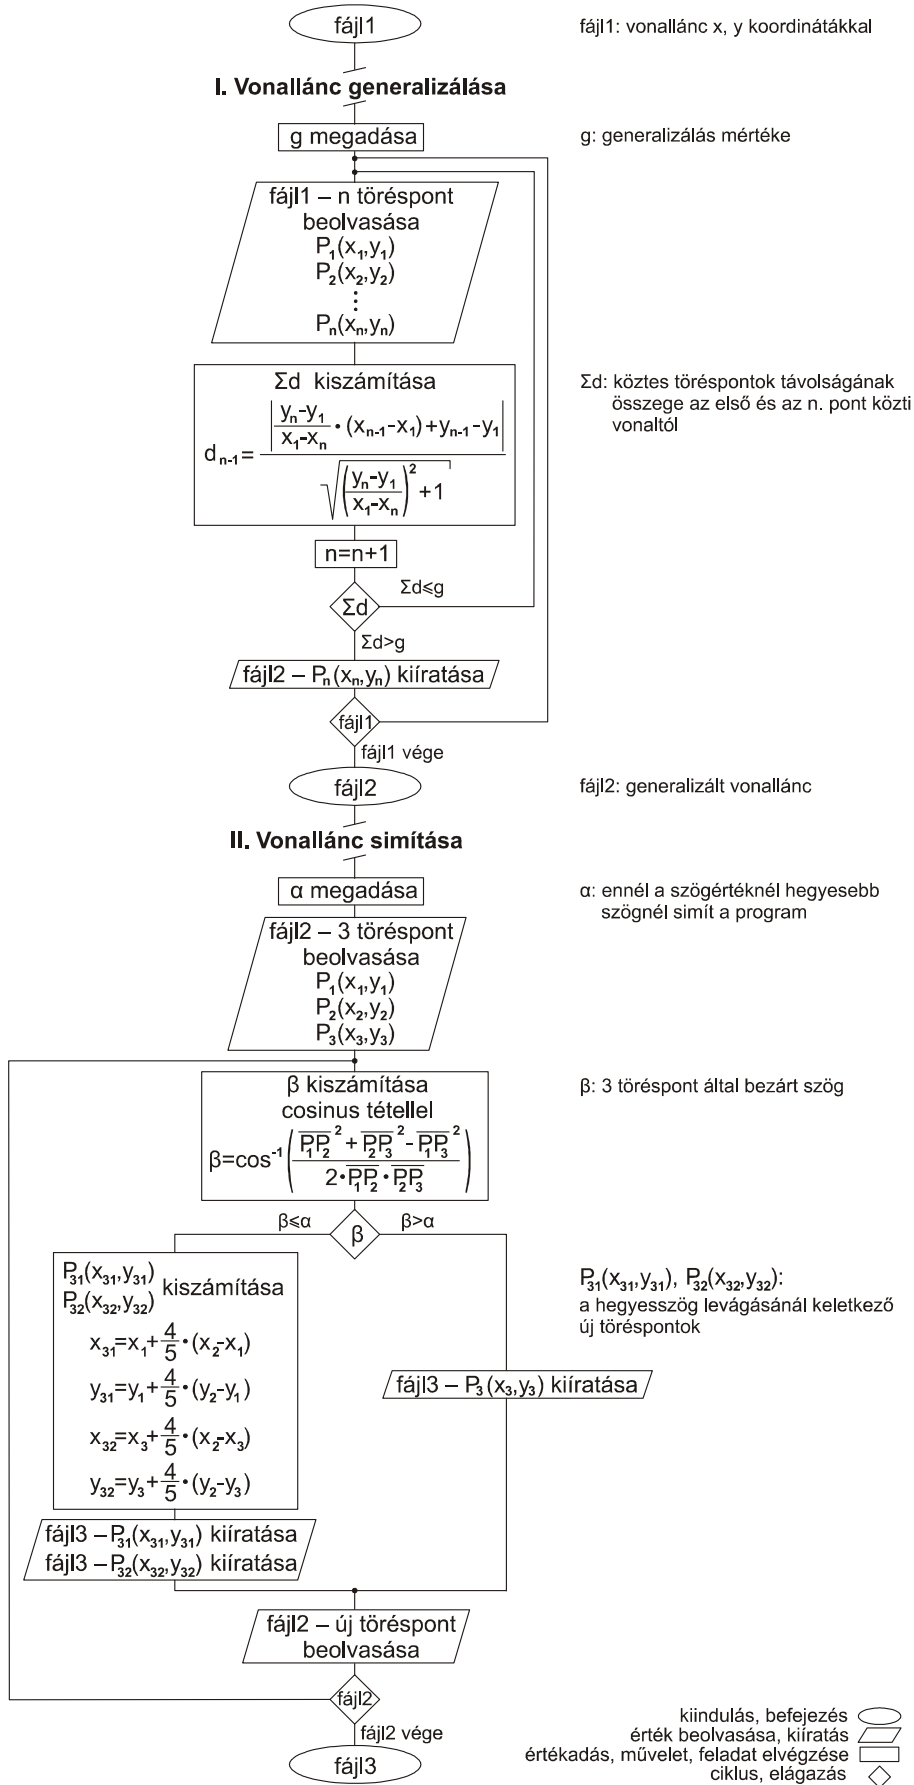 fájl1
fájl1: vonallánc x, y koordinátákkal
I. Vonallánc generalizálása
g megadása
g: generalizálás mértéke
fájl1 – n töréspont
beolvasása
P₁(x₁,y₁)
P₂(x₂,y₂)
⋮
Pₙ(xₙ,yₙ)
Σd kiszámítása
dₙ₋₁= |(yₙ-y₁)/(x₁-xₙ)•(xₙ₋₁-x₁)+yₙ₋₁-y₁| / √(((yₙ-y₁)/(x₁-xₙ))²+1)
Σd: köztes töréspontok távolságának
összege az első és az n. pont közti
vonaltól
n=n+1
Σd≤g
Σd
Σd>g
fájl2 – Pₙ(xₙ,yₙ) kiíratása
fájl1
fájl1 vége
fájl2
fájl2: generalizált vonallánc
II. Vonallánc simítása
α megadása
α: ennél a szögértéknél hegyesebb
szögnél simít a program
fájl2 – 3 töréspont
beolvasása
P₁(x₁,y₁)
P₂(x₂,y₂)
P₃(x₃,y₃)
β kiszámítása
cosinus tétellel
β=cos⁻¹((P₁P₂² + P₂P₃² - P₁P₃²)/(2•P₁P₂•P₂P₃))
β: 3 töréspont által bezárt szög
β≤α
β
β>α
P₃₁(x₃₁,y₃₁)
P₃₂(x₃₂,y₃₂) kiszámítása
x₃₁=x₁+4/5•(x₂-x₁)
y₃₁=y₁+4/5•(y₂-y₁)
x₃₂=x₃+4/5•(x₂-x₃)
y₃₂=y₃+4/5•(y₂-y₃)
P₃₁(x₃₁,y₃₁), P₃₂(x₃₂,y₃₂):
a hegyesszög levágásánál keletkező
új töréspontok
fájl3 – P₃(x₃,y₃) kiíratása
fájl3 – P₃₁(x₃₁,y₃₁) kiíratása
fájl3 – P₃₂(x₃₂,y₃₂) kiíratása
fájl2 – új töréspont
beolvasása
fájl2
fájl2 vége
fájl3
kiindulás, befejezés
érték beolvasása, kiíratás
értékadás, művelet, feladat elvégzése
ciklus, elágazás